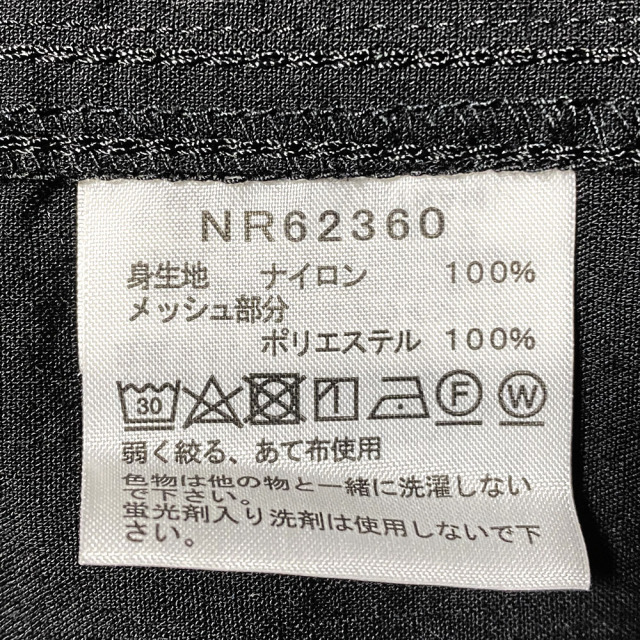 NR62360
身生地 ナイロン 100%
メッシュ部分
ポリエステル 100%
30 F W
弱く絞る、あて布使用
色物は他の物と一緒に洗濯しない
で下さい。
蛍光剤入り洗剤は使用しないで下
さい。